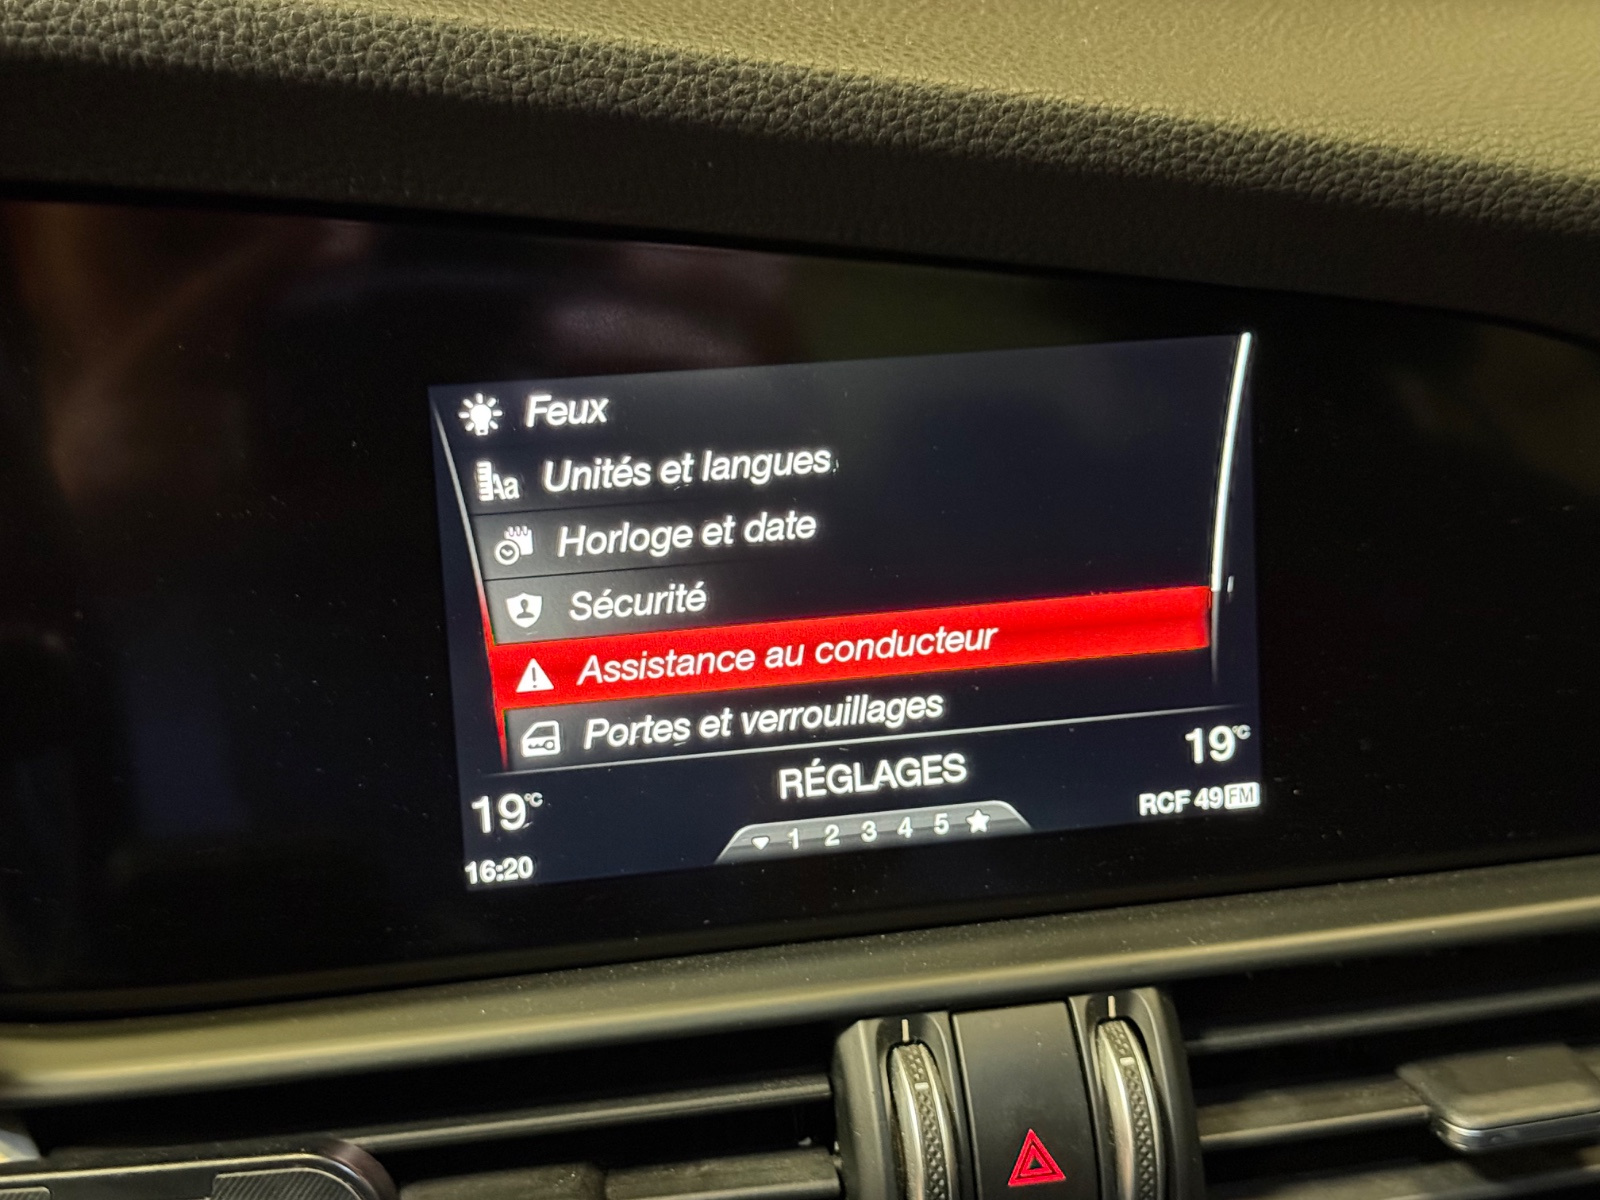 Feux
Aa Unités et langues
Horloge et date
Sécurité
Assistance au conducteur
Portes et verrouillages
RÉGLAGES
19°C
19°C
RCF 49 FM
1 2 3 4 5
16:20